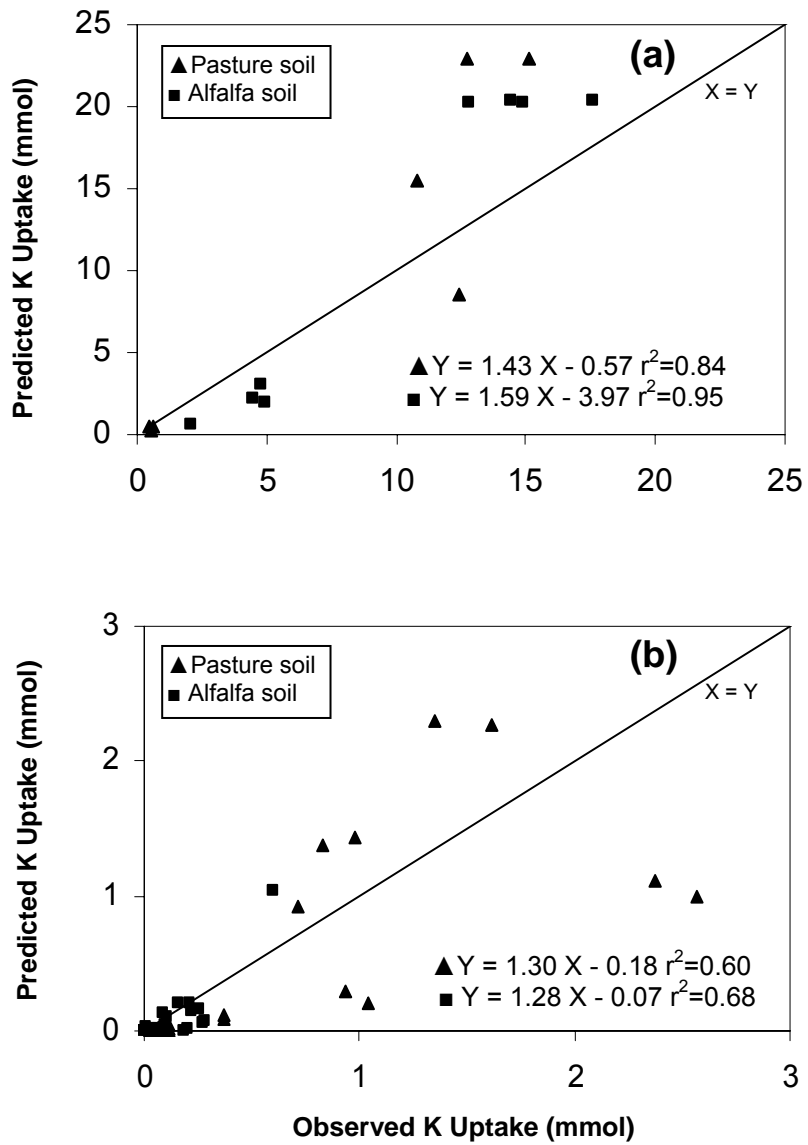 25
20
15
10
5
0
Predicted K Uptake (mmol)
Pasture soil
Alfalfa soil
(a)
X = Y
Y = 1.43 X - 0.57 r²=0.84
Y = 1.59 X - 3.97 r²=0.95
0 5 10 15 20 25
3
2
1
0
Predicted K Uptake (mmol)
Pasture soil
Alfalfa soil
(b)
X = Y
Y = 1.30 X - 0.18 r²=0.60
Y = 1.28 X - 0.07 r²=0.68
0 1 2 3
Observed K Uptake (mmol)